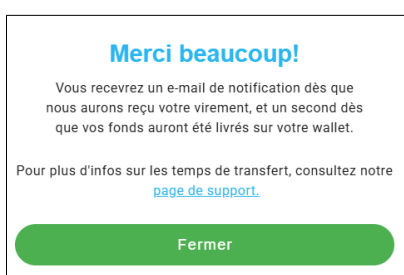 Merci beaucoup!
Vous recevrez un e-mail de notification dès que
nous aurons reçu votre virement, et un second dès
que vos fonds auront été livrés sur votre wallet.
Pour plus d'infos sur les temps de transfert, consultez notre
page de support.
Fermer